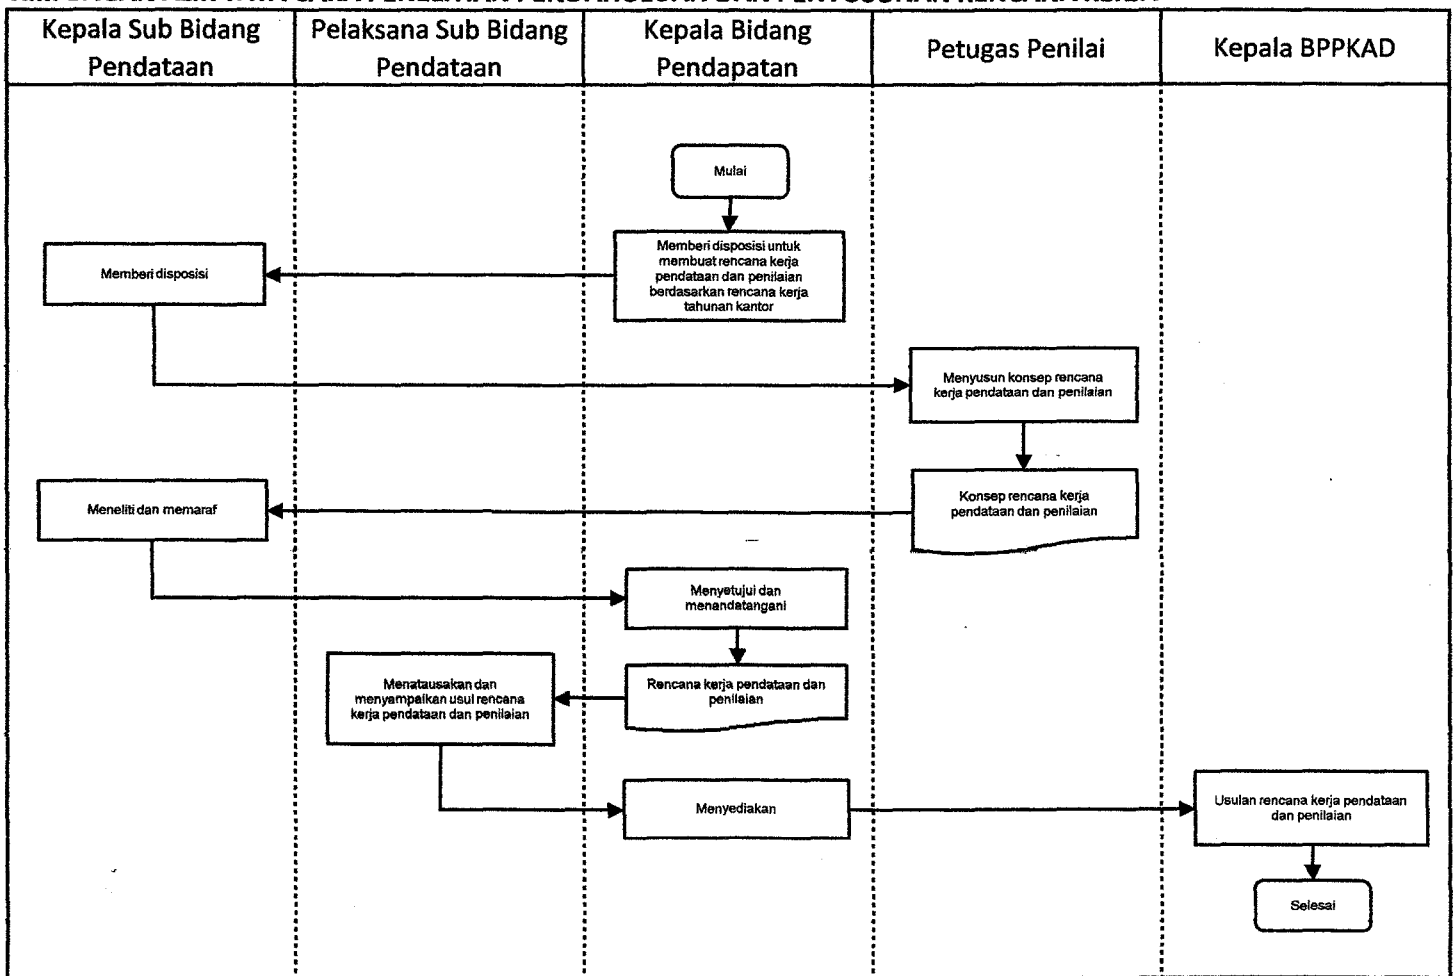 Kepala Sub Bidang
Pendataan
Pelaksana Sub Bidang
Pendataan
Kepala Bidang
Pendapatan
Petugas Penilai
Kepala BPPKAD
Mulai
Memberi disposisi untuk
membuat rencana kerja
pendataan dan penilaian
berdasarkan rencana kerja
tahunan kantor
Memberi disposisi
Menyusun konsep rencana
kerja pendataan dan penilaian
Konsep rencana kerja
pendataan dan penilaian
Meneliti dan memaraf
Menyetujui dan
menandatangani
Rencana kerja pendataan dan
penilaian
Menatausakan dan
menyampaikan usul rencana
kerja pendataan dan penilaian
Menyediakan
Usulan rencana kerja pendataan
dan penilaian
Selesai